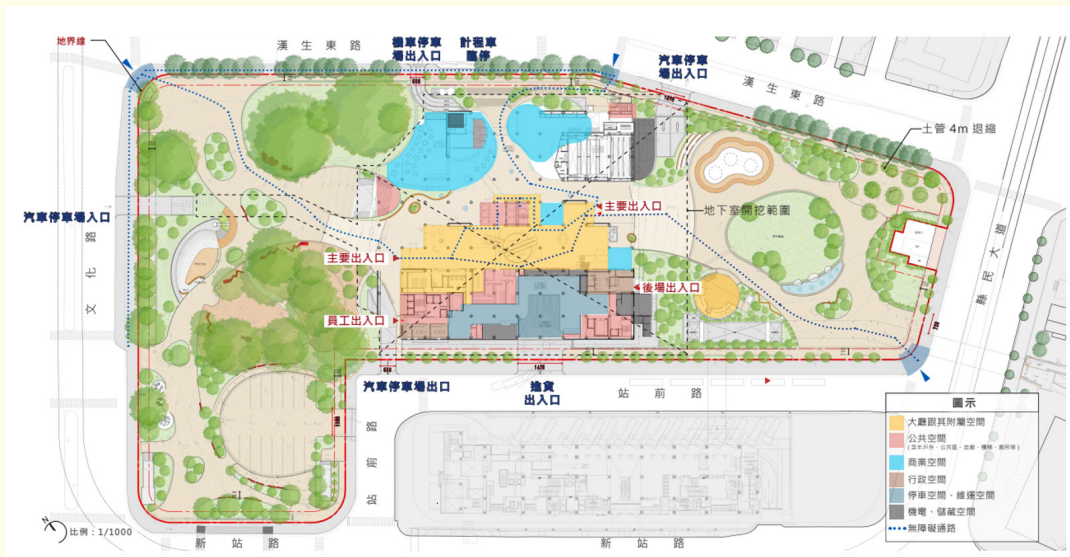 漢生東路
機車停車
場出入口
計程車
臨停
汽車停車
場出入口
地界線
漢生東路
土管 4m 退縮
汽車停車場入口
文化路
主要出入口
地下室開挖範圍
主要出入口
後場出入口
員工出入口
縣民大道
汽車停車場出口
進貨
出入口
站前路
站前路
圖示
大廳跟其附屬空間
公共空間
商業空間
行政空間
停車空間、維運空間
機電、儲藏空間
無障礙通路
N
比例：1/1000
新站路
新站路